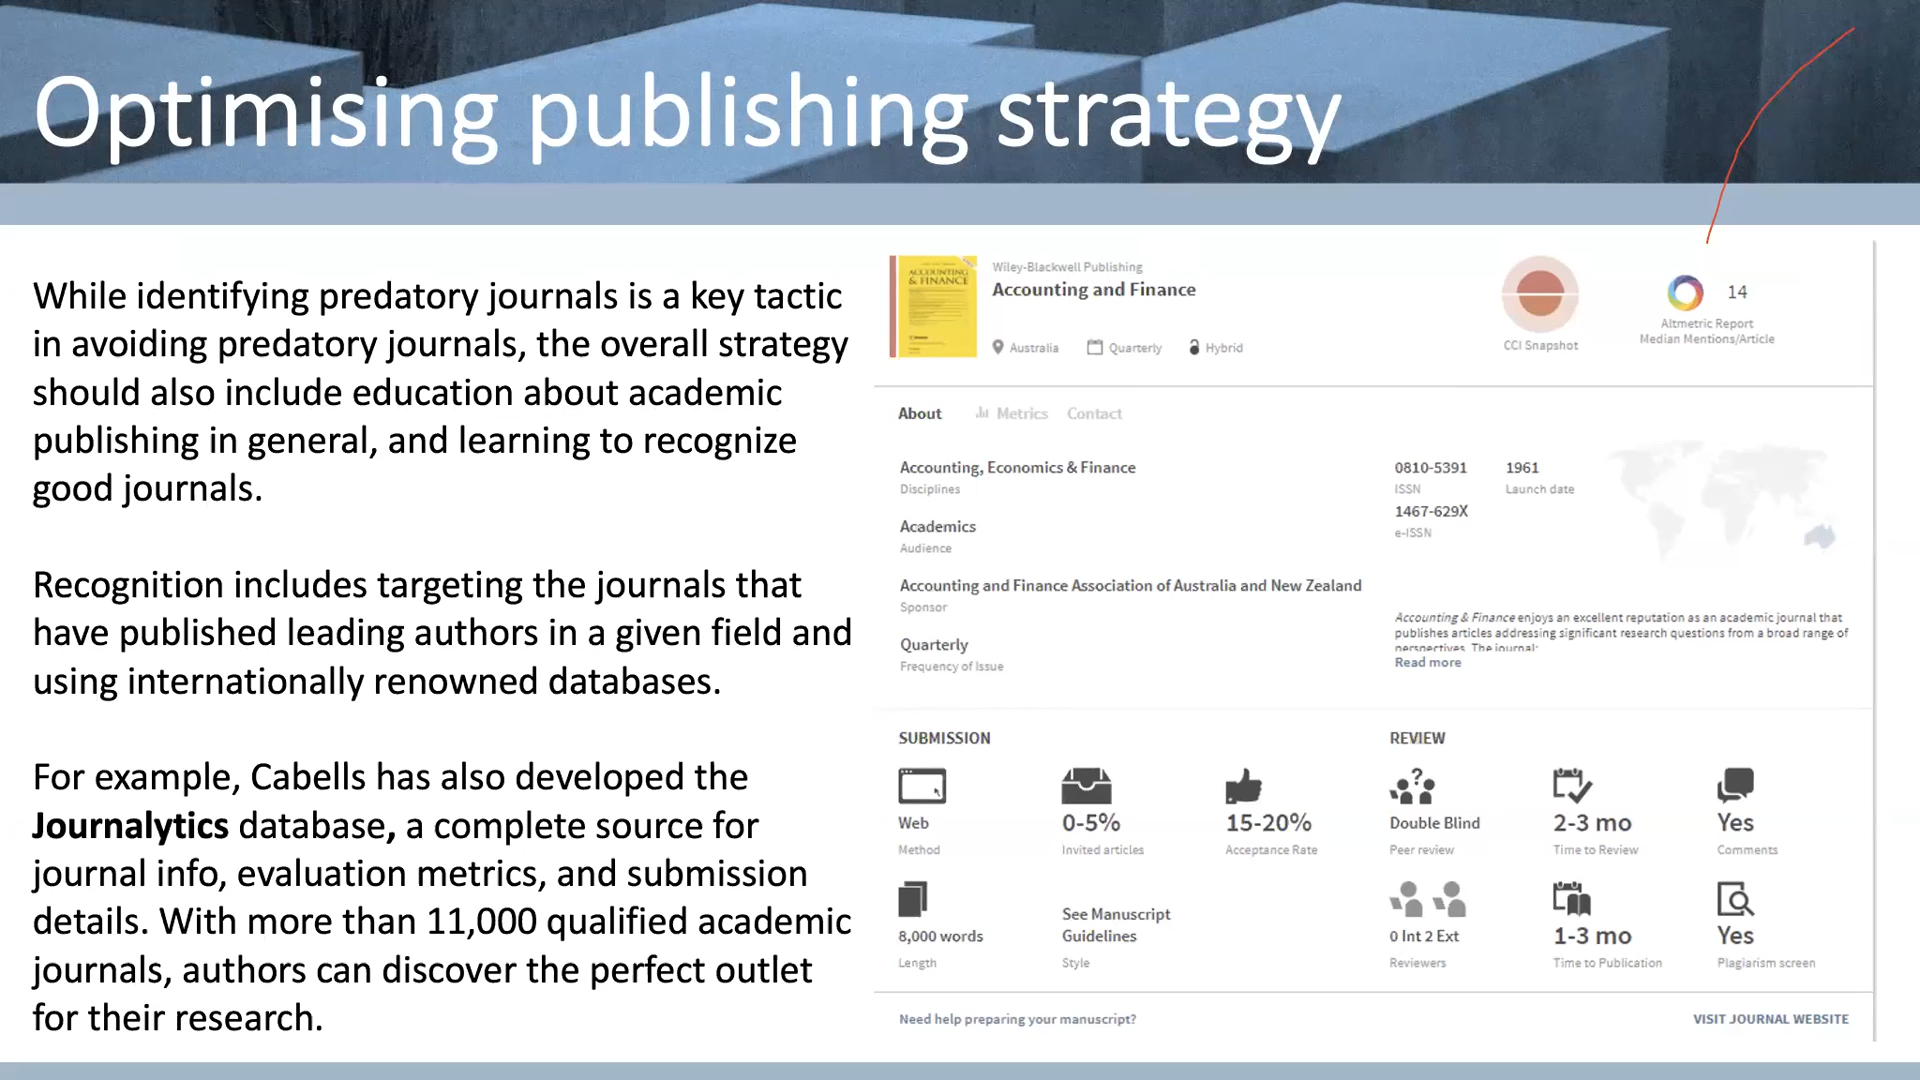 Optimising publishing strategy
While identifying predatory journals is a key tactic
in avoiding predatory journals, the overall strategy
should also include education about academic
publishing in general, and learning to recognize
good journals.
Recognition includes targeting the journals that
have published leading authors in a given field and
using internationally renowned databases.
For example, Cabells has also developed the
Journalytics database, a complete source for
journal info, evaluation metrics, and submission
details. With more than 11,000 qualified academic
journals, authors can discover the perfect outlet
for their research.
ACCOUNTING
& FINANCE
Wiley-Blackwell Publishing
Accounting and Finance
Australia Quarterly Hybrid
CCI Snapshot
14
Altmetric Report
Median Mentions/Article
About Metrics Contact
Accounting, Economics & Finance
Disciplines
Academics
Audience
Accounting and Finance Association of Australia and New Zealand
Sponsor
Quarterly
Frequency of Issue
0810-5391 1961
ISSN Launch date
1467-629X
e-ISSN
Accounting & Finance enjoys an excellent reputation as an academic journal that
publishes articles addressing significant research questions from a broad range of
perspectives. The journal:
Read more
SUBMISSION
Web 0-5% 15-20%
Method Invited articles Acceptance Rate
8,000 words See Manuscript
Guidelines
Length Style
REVIEW
Double Blind 2-3 mo Yes
Peer review Time to Review Comments
0 Int 2 Ext 1-3 mo Yes
Reviewers Time to Publication Plagiarism screen
Need help preparing your manuscript? VISIT JOURNAL WEBSITE